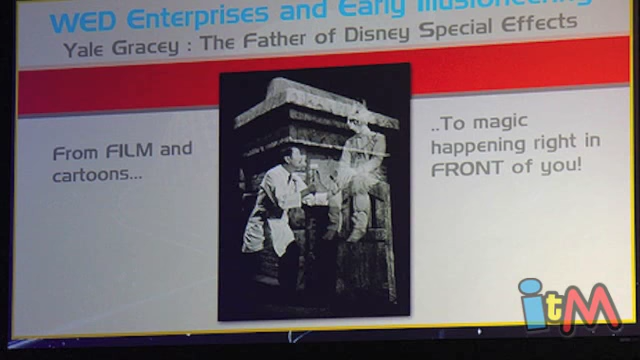 WED Enterprises and Early Illusioneering
Yale Gracey : The Father of Disney Special Effects
From FILM and
cartoons...
..To magic
happening right in
FRONT of you!
itm